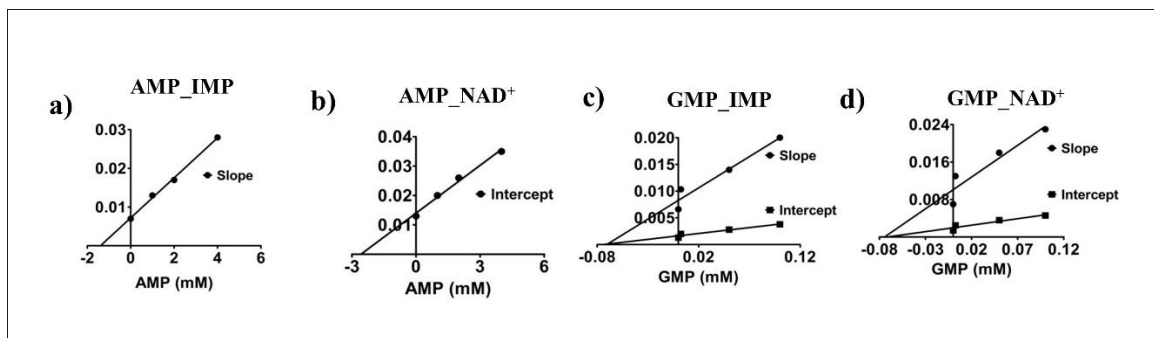 a)
AMP_IMP
0.03
0.02
0.01
Slope
-2
0
2
4
6
AMP (mM)
b)
AMP_NAD+
0.04
0.03
0.02
0.01
Intercept
-3
0
3
6
AMP (mM)
c)
GMP_IMP
0.020
0.015
0.010
0.005
Slope
Intercept
-0.08
0.02
0.12
GMP (mM)
d)
GMP_NAD+
0.024
0.016
0.008
Slope
Intercept
-0.08
-0.03
0.02
0.07
0.12
GMP (mM)